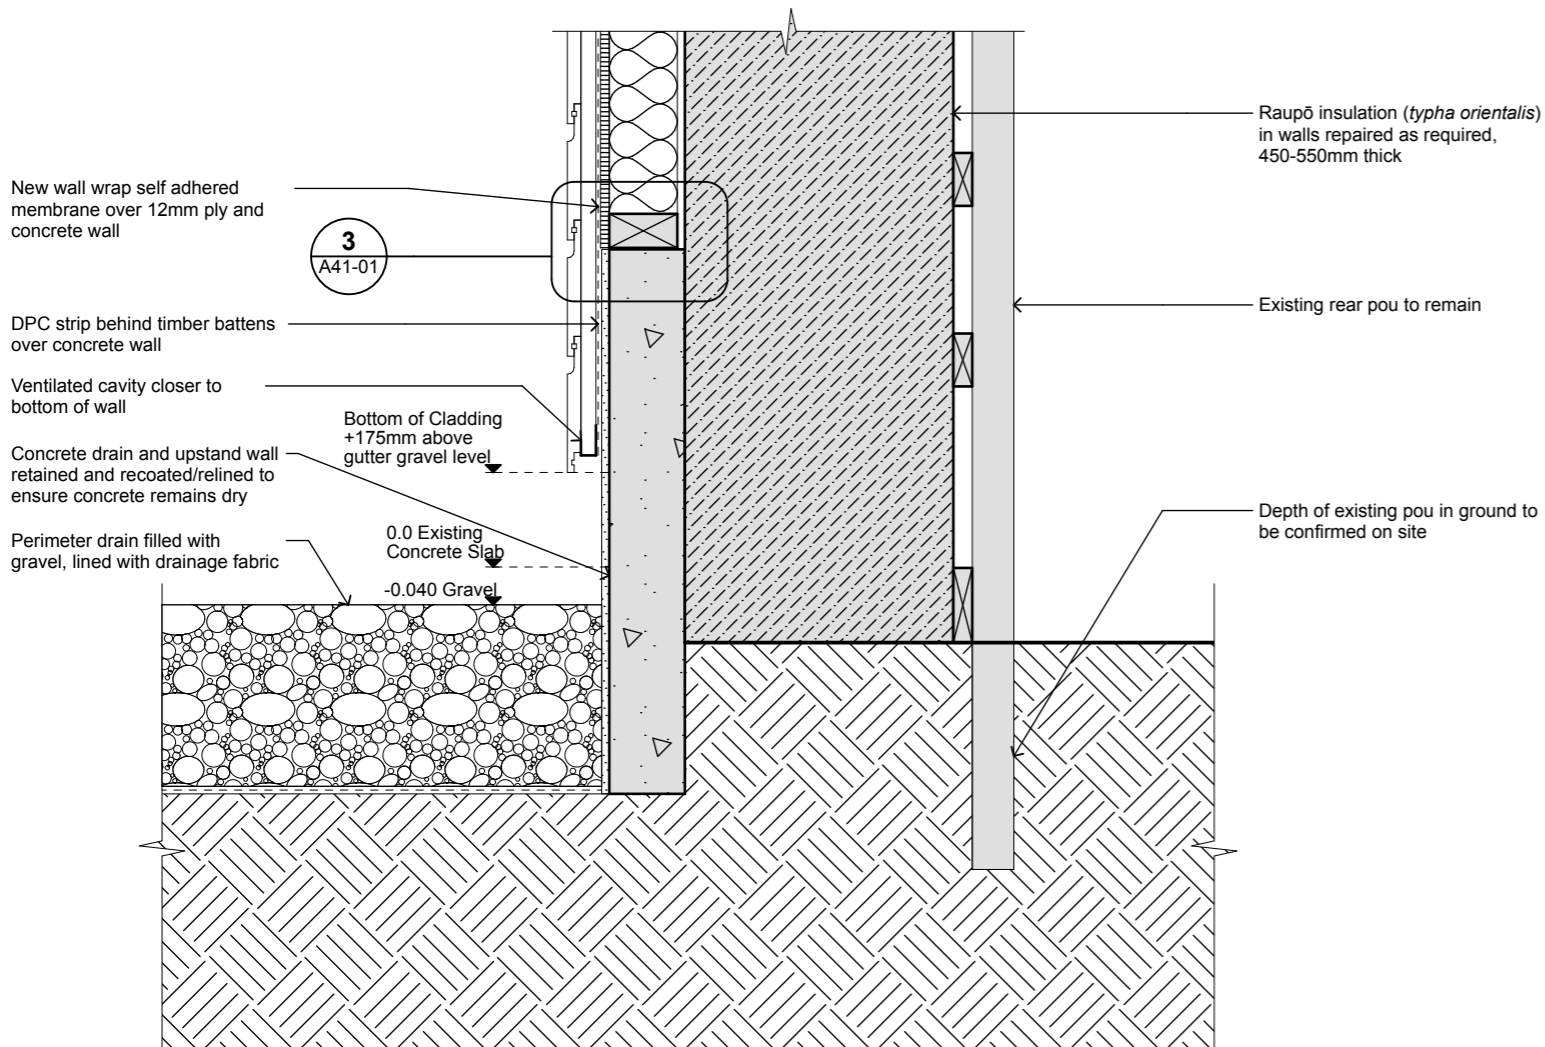 New wall wrap self adhered
membrane over 12mm ply and
concrete wall
3
A41-01
DPC strip behind timber battens
over concrete wall
Ventilated cavity closer to
bottom of wall
Bottom of Cladding
+175mm above
gutter gravel level
Concrete drain and upstand wall
retained and recoated/relined to
ensure concrete remains dry
0.0 Existing
Concrete Slab
Perimeter drain filled with
gravel, lined with drainage fabric
-0.040 Gravel
Raupō insulation (typha orientalis)
in walls repaired as required,
450-550mm thick
Existing rear pou to remain
Depth of existing pou in ground to
be confirmed on site